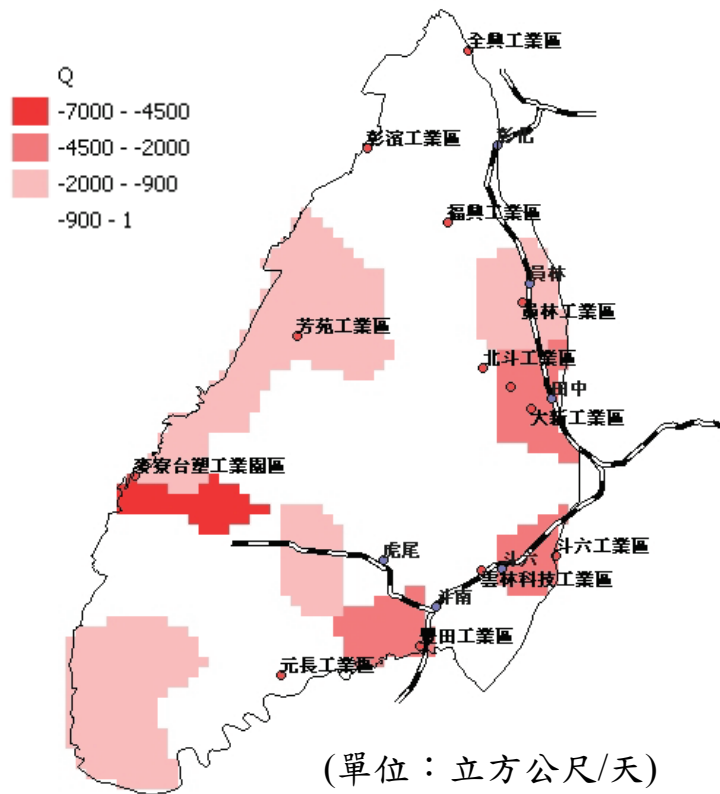 全興工業區
Q
-7000 - -4500
-4500 - -2000
-2000 - -900
-900 - 1
彰濱工業區
彰化
福興工業區
員林
員林工業區
芳苑工業區
北斗工業區
田中
大新工業區
麥寮台塑工業園區
虎尾
斗六工業區
斗六
雲林科技工業區
斗南
豐田工業區
元長工業區
(單位：立方公尺/天)